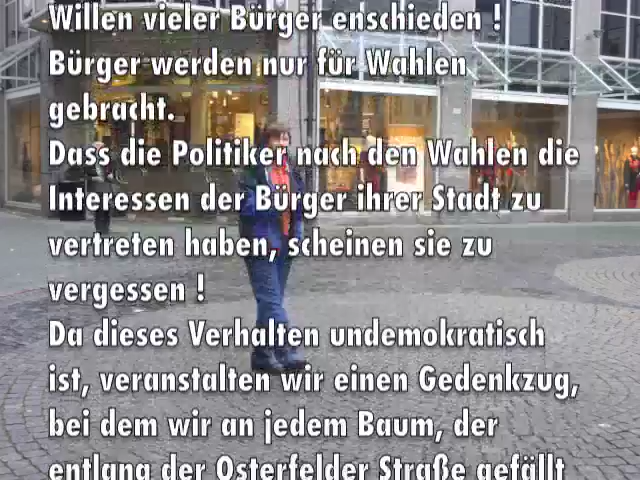 Willen vieler Bürger enschieden !
Bürger werden nur für Wahlen
gebracht.
Dass die Politiker nach den Wahlen die
Interessen der Bürger ihrer Stadt zu
vertreten haben, scheinen sie zu
vergessen !
Da dieses Verhalten undemokratisch
ist, veranstalten wir einen Gedenkzug,
bei dem wir an jedem Baum, der
entlang der Osterfelder Straße gefällt